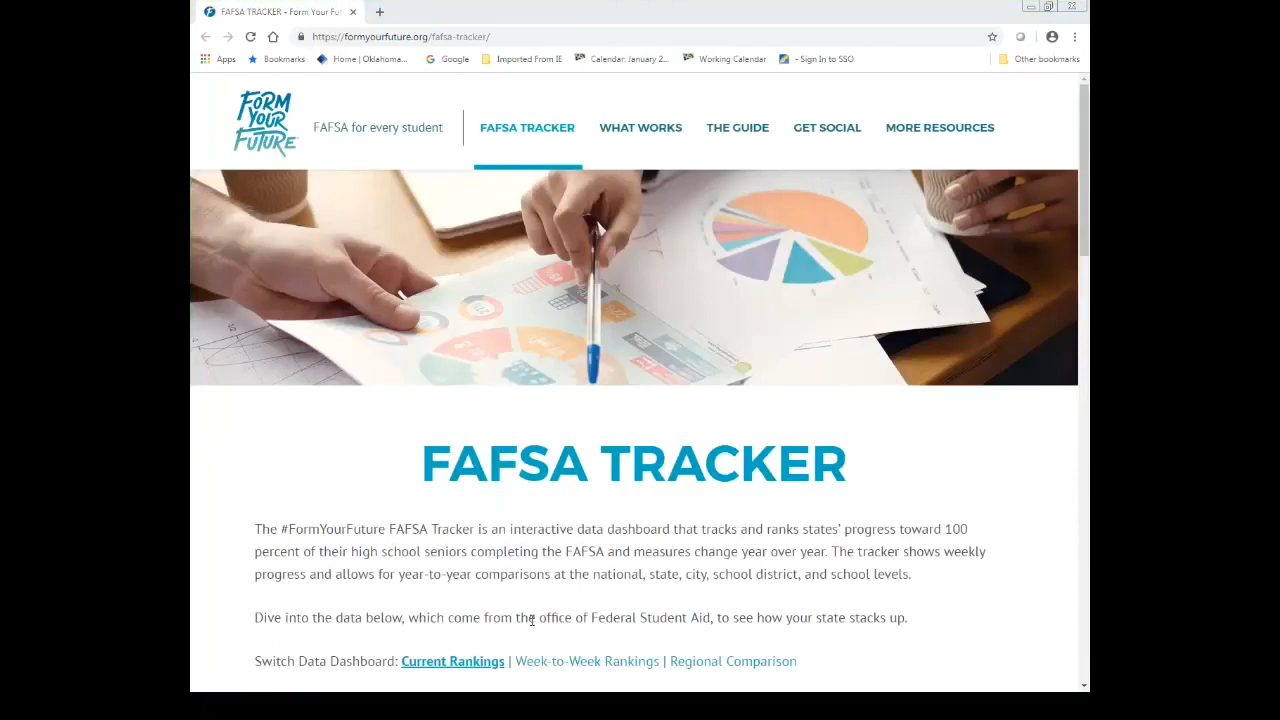 FAFSA TRACKER - Form Your Fu
https://formyourfuture.org/fafsa-tracker/
Apps Bookmarks Home | Oklahoma... Google Imported From IE Calendar: January 2... Working Calendar - Sign In to SSO Other bookmarks
FORM YOUR FUTURE
FAFSA for every student FAFSA TRACKER WHAT WORKS THE GUIDE GET SOCIAL MORE RESOURCES
FAFSA TRACKER
The #FormYourFuture FAFSA Tracker is an interactive data dashboard that tracks and ranks states’ progress toward 100
percent of their high school seniors completing the FAFSA and measures change year over year. The tracker shows weekly
progress and allows for year-to-year comparisons at the national, state, city, school district, and school levels.
Dive into the data below, which come from the office of Federal Student Aid, to see how your state stacks up.
Switch Data Dashboard: Current Rankings | Week-to-Week Rankings | Regional Comparison